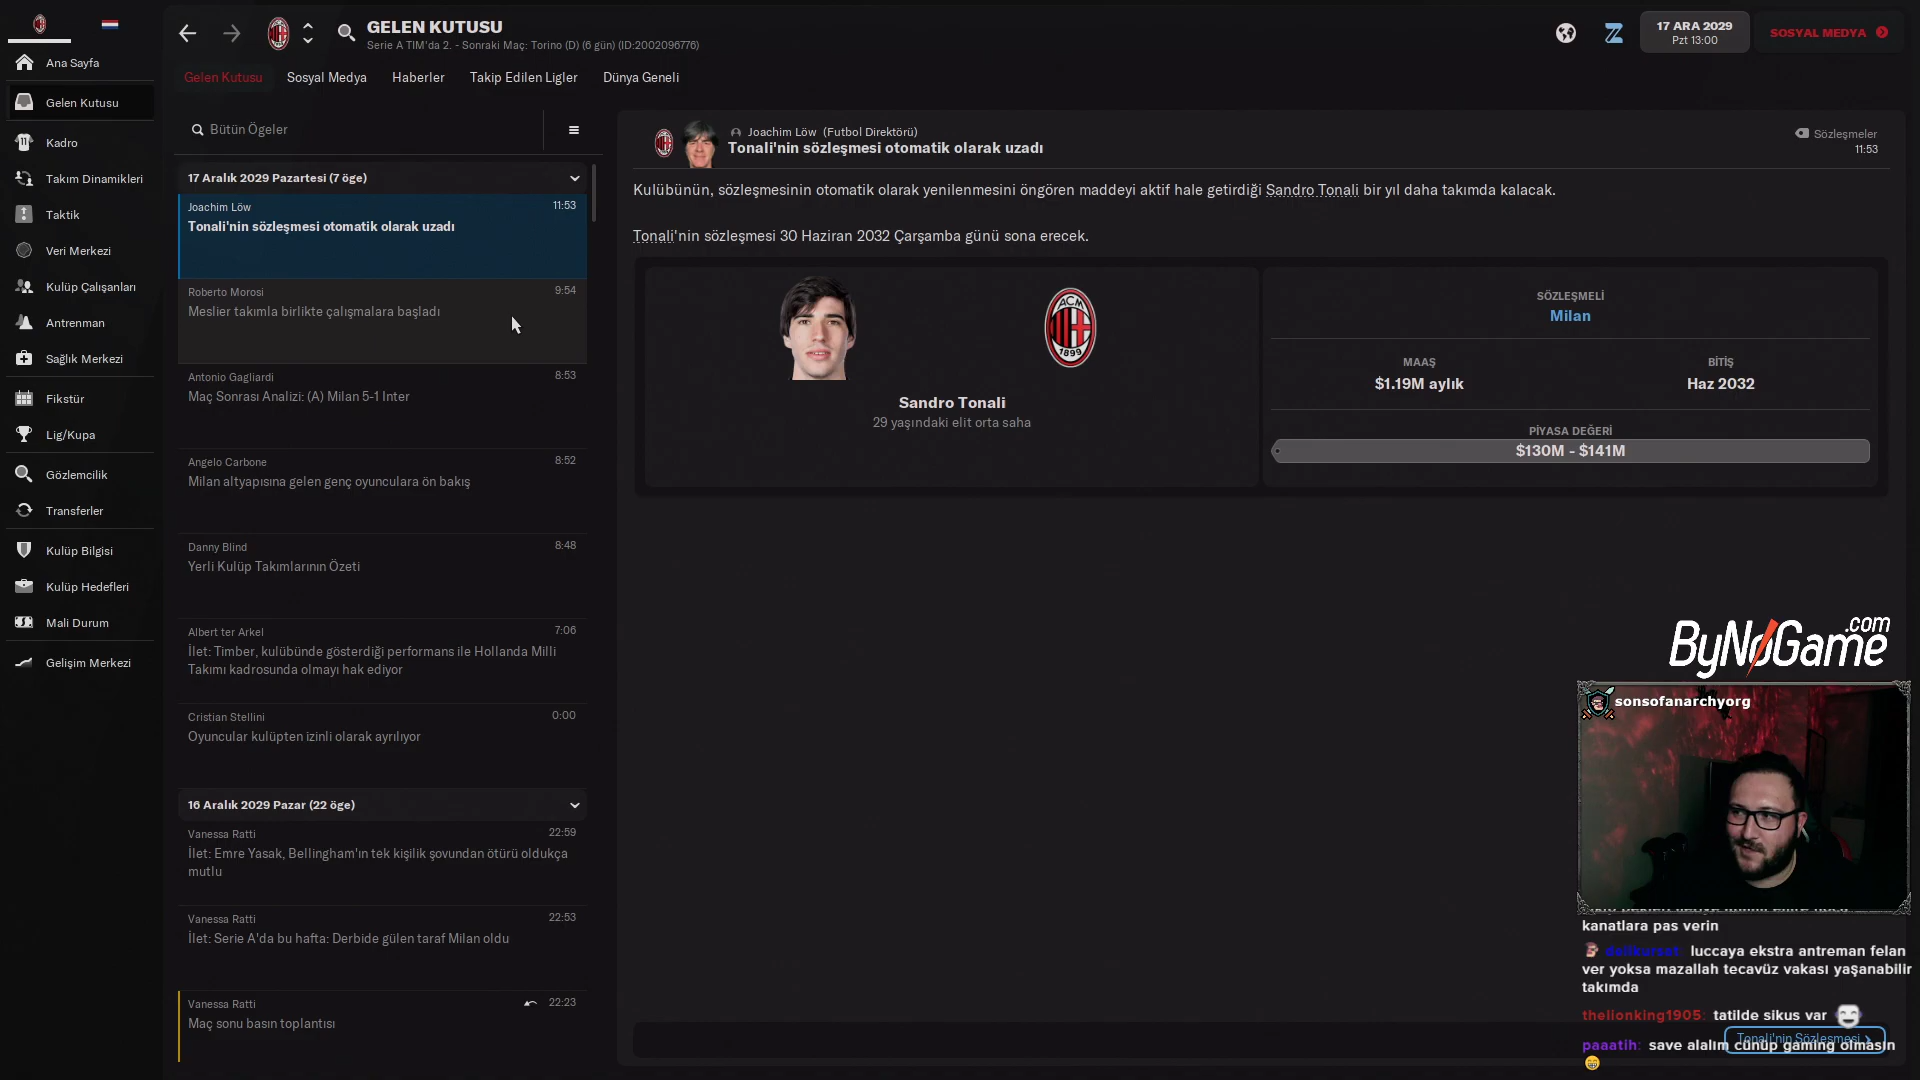 GELEN KUTUSU
Serie A TIM'da 2. - Sonraki Maç: Torino (D) (6 gün) (ID:2002096776)
17 ARA 2029
Pzt 13:00
SOSYAL MEDYA
Ana Sayfa
Gelen Kutusu
Kadro
Takım Dinamikleri
Taktik
Veri Merkezi
Kulüp Çalışanları
Antrenman
Sağlık Merkezi
Fikstür
Lig/Kupa
Gözlemcilik
Transferler
Kulüp Bilgisi
Kulüp Hedefleri
Mali Durum
Gelişim Merkezi
Gelen Kutusu
Sosyal Medya
Haberler
Takip Edilen Ligler
Dünya Geneli
Bütün Ögeler
17 Aralık 2029 Pazartesi (7 öge)
Joachim Löw 11:53
Tonali'nin sözleşmesi otomatik olarak uzadı
Roberto Morosi 9:54
Meslier takımla birlikte çalışmalara başladı
Antonio Gagliardi 8:53
Maç Sonrası Analizi: (A) Milan 5-1 Inter
Angelo Carbone 8:52
Milan altyapısına gelen genç oyunculara ön bakış
Danny Blind 8:48
Yerli Kulüp Takımlarının Özeti
Albert ter Arkel 7:06
İlet: Timber, kulübünde gösterdiği performans ile Hollanda Milli
Takımı kadrosunda olmayı hak ediyor
Cristian Stellini 0:00
Oyuncular kulüpten izinli olarak ayrılıyor
16 Aralık 2029 Pazar (22 öge)
Vanessa Ratti 22:59
İlet: Emre Yasak, Bellingham'ın tek kişilik şovundan ötürü oldukça
mutlu
Vanessa Ratti 22:53
İlet: Serie A'da bu hafta: Derbide gülen taraf Milan oldu
Vanessa Ratti 22:23
Maç sonu basın toplantısı
Joachim Löw (Futbol Direktörü)
Tonali'nin sözleşmesi otomatik olarak uzadı
Sözleşmeler
11:53
Kulübünün, sözleşmesinin otomatik olarak yenilenmesini öngören maddeyi aktif hale getirdiği Sandro Tonali bir yıl daha takımda kalacak.
Tonali'nin sözleşmesi 30 Haziran 2032 Çarşamba günü sona erecek.
ACM
1899
Sandro Tonali
29 yaşındaki elit orta saha
SÖZLEŞMELİ
Milan
MAAŞ
$1.19M aylık
BİTİŞ
Haz 2032
PİYASA DEĞERİ
$130M - $141M
ByNoGame.com
sonsofanarchyorg
kanatlara pas verin
luccaya ekstra antreman felan
ver yoksa mazallah tecavüz vakası yaşanabilir
takımda
thelionking1905: tatilde sikus var
Tonali'nin Sözleşmesi
paaatih: save alalım cünüp gaming olmasın